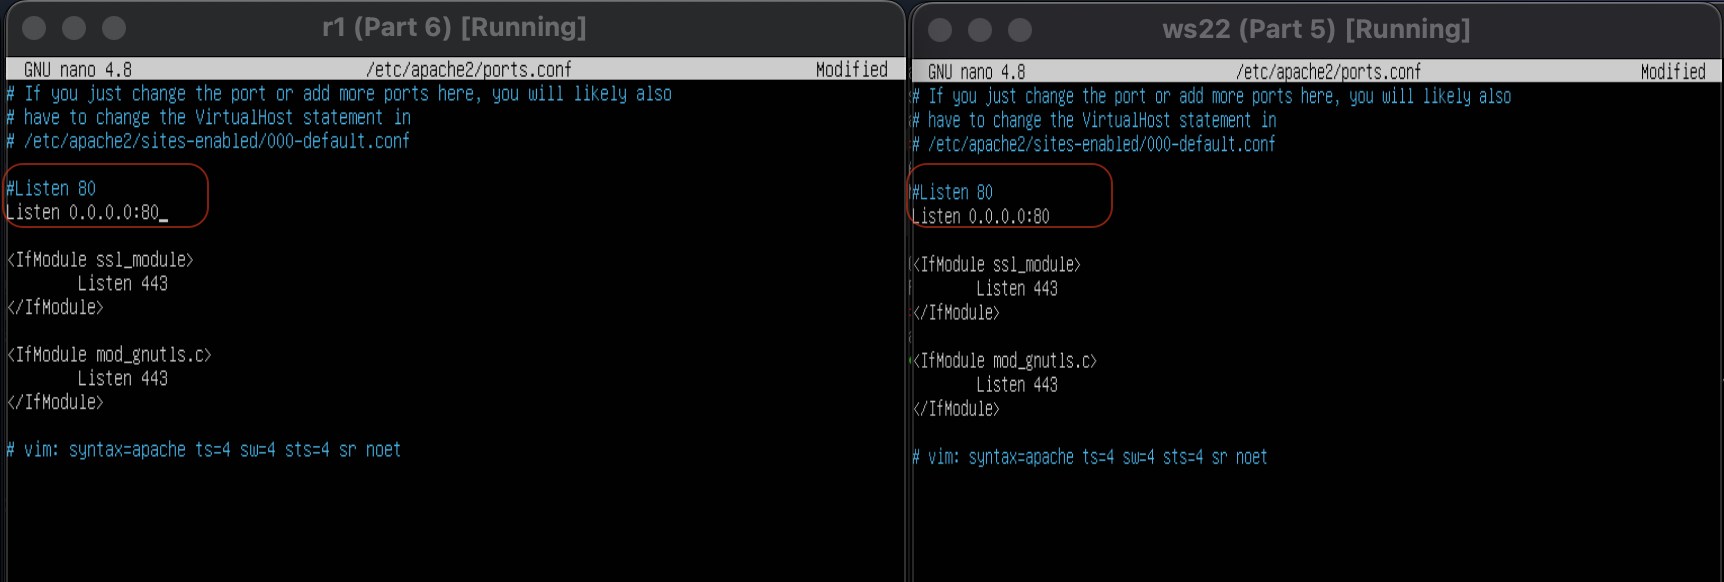 r1 (Part 6) [Running]
GNU nano 4.8 /etc/apache2/ports.conf Modified
# If you just change the port or add more ports here, you will likely also
# have to change the VirtualHost statement in
# /etc/apache2/sites-enabled/000-default.conf
#Listen 80
Listen 0.0.0.0:80
<IfModule ssl_module>
Listen 443
</IfModule>
<IfModule mod_gnutls.c>
Listen 443
</IfModule>
# vim: syntax=apache ts=4 sw=4 sts=4 sr noet
ws22 (Part 5) [Running]
GNU nano 4.8 /etc/apache2/ports.conf Modified
# If you just change the port or add more ports here, you will likely also
# have to change the VirtualHost statement in
# /etc/apache2/sites-enabled/000-default.conf
#Listen 80
Listen 0.0.0.0:80
<IfModule ssl_module>
Listen 443
</IfModule>
<IfModule mod_gnutls.c>
Listen 443
</IfModule>
# vim: syntax=apache ts=4 sw=4 sts=4 sr noet